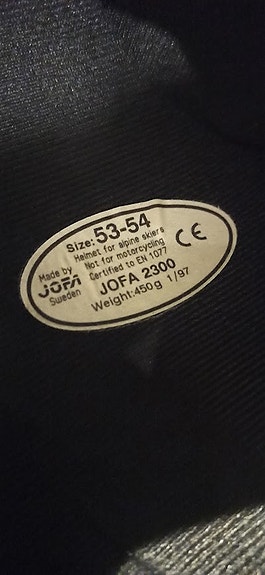 Size: 53-54
Helmet for alpine skiers
Not for motorcycling
Certified to EN 1077
CE
Made by
JOFA
Sweden
JOFA 2300
Weight:450g 1/97